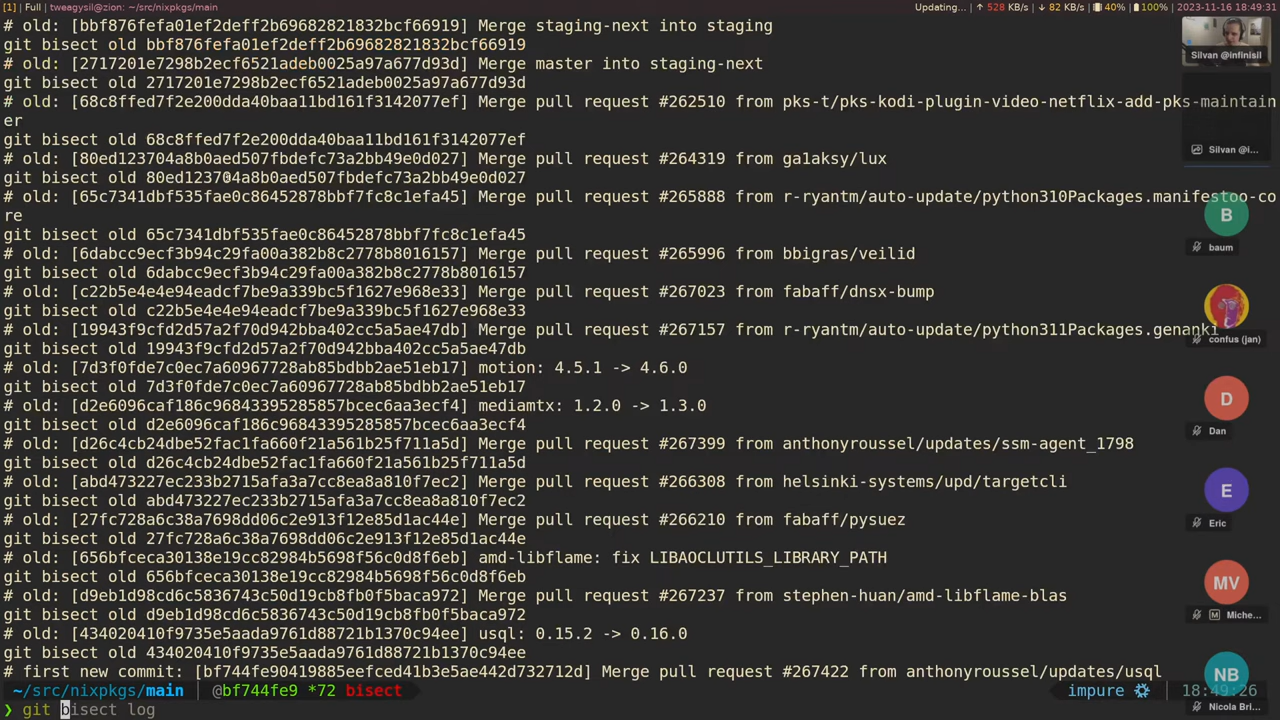 [1] | Full | tweagysil@zion: ~/src/nixpkgs/main
Updating... | ↑ 528 KB/s | ↓ 82 KB/s | 40% | 100% | 2023-11-16 18:49:31
# old: [bbf876fefa01ef2deff2b69682821832bcf66919] Merge staging-next into staging
git bisect old bbf876fefa01ef2deff2b69682821832bcf66919
# old: [2717201e7298b2ecf6521adeb0025a97a677d93d] Merge master into staging-next
git bisect old 2717201e7298b2ecf6521adeb0025a97a677d93d
# old: [68c8ffed7f2e200dda40baa11bd161f3142077ef] Merge pull request #262510 from pks-t/pks-kodi-plugin-video-netflix-add-pks-maintain
er
git bisect old 68c8ffed7f2e200dda40baa11bd161f3142077ef
# old: [80ed123704a8b0aed507fbdefc73a2bb49e0d027] Merge pull request #264319 from ga1aksy/lux
git bisect old 80ed123704a8b0aed507fbdefc73a2bb49e0d027
# old: [65c7341dbf535fae0c86452878bbf7fc8c1efa45] Merge pull request #265888 from r-ryantm/auto-update/python310Packages.manifestoo-co
re
git bisect old 65c7341dbf535fae0c86452878bbf7fc8c1efa45
# old: [6dabcc9ecf3b94c29fa00a382b8c2778b8016157] Merge pull request #265996 from bbigras/veilid
git bisect old 6dabcc9ecf3b94c29fa00a382b8c2778b8016157
# old: [c22b5e4e4e94eadcf7be9a339bc5f1627e968e33] Merge pull request #267023 from fabaff/dnsx-bump
git bisect old c22b5e4e4e94eadcf7be9a339bc5f1627e968e33
# old: [19943f9cfd2d57a2f70d942bba402cc5a5ae47db] Merge pull request #267157 from r-ryantm/auto-update/python311Packages.genanki
git bisect old 19943f9cfd2d57a2f70d942bba402cc5a5ae47db
# old: [7d3f0fde7c0ec7a60967728ab85bdbb2ae51eb17] motion: 4.5.1 -> 4.6.0
git bisect old 7d3f0fde7c0ec7a60967728ab85bdbb2ae51eb17
# old: [d2e6096caf186c96843395285857bcec6aa3ecf4] mediamtx: 1.2.0 -> 1.3.0
git bisect old d2e6096caf186c96843395285857bcec6aa3ecf4
# old: [d26c4cb24dbe52fac1fa660f21a561b25f711a5d] Merge pull request #267399 from anthonyroussel/updates/ssm-agent_1798
git bisect old d26c4cb24dbe52fac1fa660f21a561b25f711a5d
# old: [abd473227ec233b2715afa3a7cc8ea8a810f7ec2] Merge pull request #266308 from helsinki-systems/upd/targetcli
git bisect old abd473227ec233b2715afa3a7cc8ea8a810f7ec2
# old: [27fc728a6c38a7698dd06c2e913f12e85d1ac44e] Merge pull request #266210 from fabaff/pysuez
git bisect old 27fc728a6c38a7698dd06c2e913f12e85d1ac44e
# old: [656bfceca30138e19cc82984b5698f56c0d8f6eb] amd-libflame: fix LIBAOCLUTILS_LIBRARY_PATH
git bisect old 656bfceca30138e19cc82984b5698f56c0d8f6eb
# old: [d9eb1d98cd6c5836743c50d19cb8fb0f5baca972] Merge pull request #267237 from stephen-huan/amd-libflame-blas
git bisect old d9eb1d98cd6c5836743c50d19cb8fb0f5baca972
# old: [434020410f9735e5aada9761d88721b1370c94ee] usql: 0.15.2 -> 0.16.0
git bisect old 434020410f9735e5aada9761d88721b1370c94ee
# first new commit: [bf744fe90419885eefced41b3e5ae442d732712d] Merge pull request #267422 from anthonyroussel/updates/usql
~/src/nixpkgs/main | @bf744fe9 *72 bisect
impure | 18:49:26
❯ git bisect log
Silvan @infinisil
Silvan @i...
B
baum
confus (jan)
D
Dan
E
Eric
MV
M Miche...
NB
Nicola Bri...